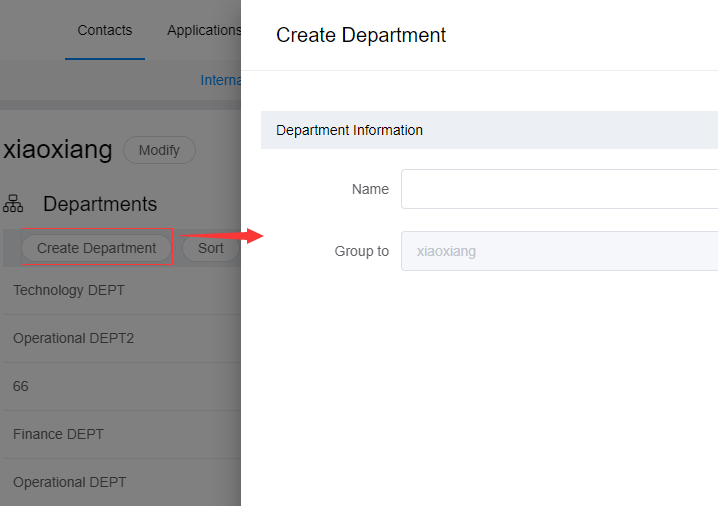 Contacts
Applications
Create Department
Interna
Department Information
xiaoxiang
Modify
Name
Departments
Create Department
Sort
Group to
xiaoxiang
Technology DEPT
Operational DEPT2
66
Finance DEPT
Operational DEPT